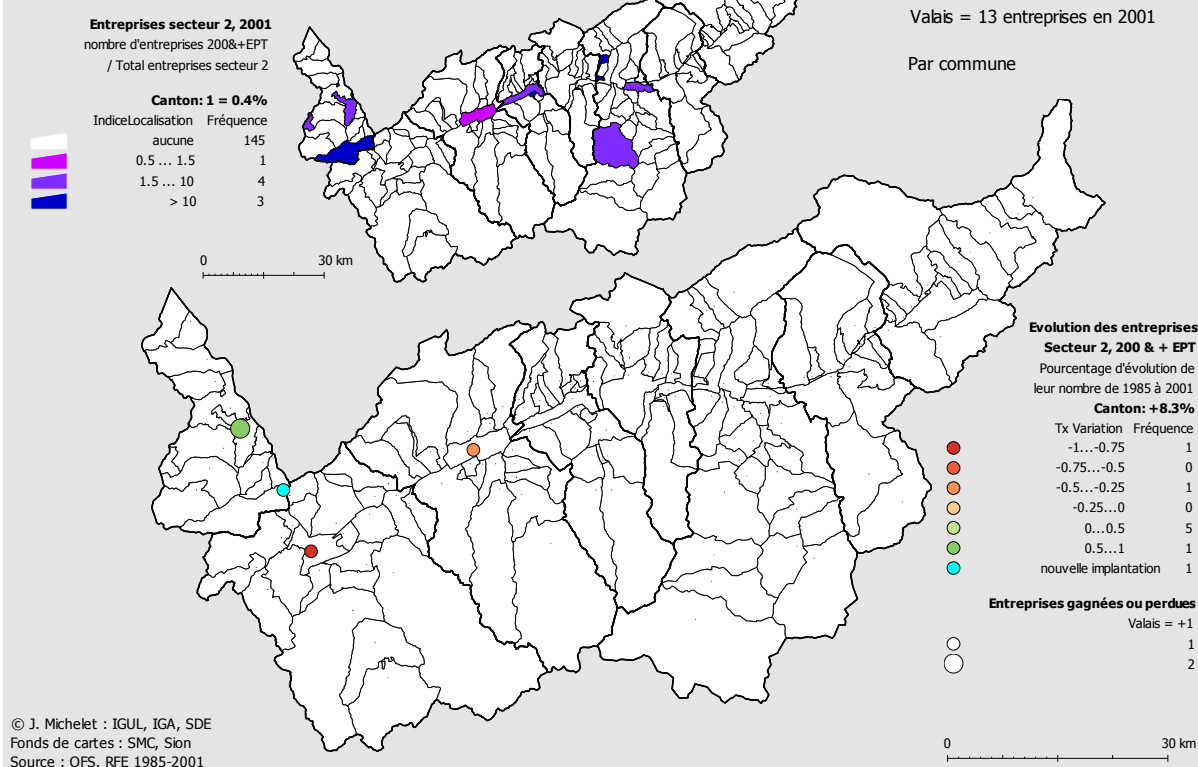 Entreprises secteur 2, 2001
nombre d'entreprises 200&+EPT
/ Total entreprises secteur 2
Canton: 1 = 0.4%
IndiceLocalisation Fréquence
aucune 145
0.5 ... 1.5 1
1.5 ... 10 4
> 10 3
0 30 km
Valais = 13 entreprises en 2001
Par commune
Evolution des entreprises
Secteur 2, 200 & + EPT
Pourcentage d'évolution de
leur nombre de 1985 à 2001
Canton: +8.3%
Tx Variation Fréquence
-1...-0.75 1
-0.75...-0.5 0
-0.5...-0.25 1
-0.25...0 0
0...0.5 5
0.5...1 1
nouvelle implantation 1
Entreprises gagnées ou perdues
Valais = +1
1
2
0 30 km
© J. Michelet : IGUL, IGA, SDE
Fonds de cartes : SMC, Sion
Source : OFS, RFE 1985-2001